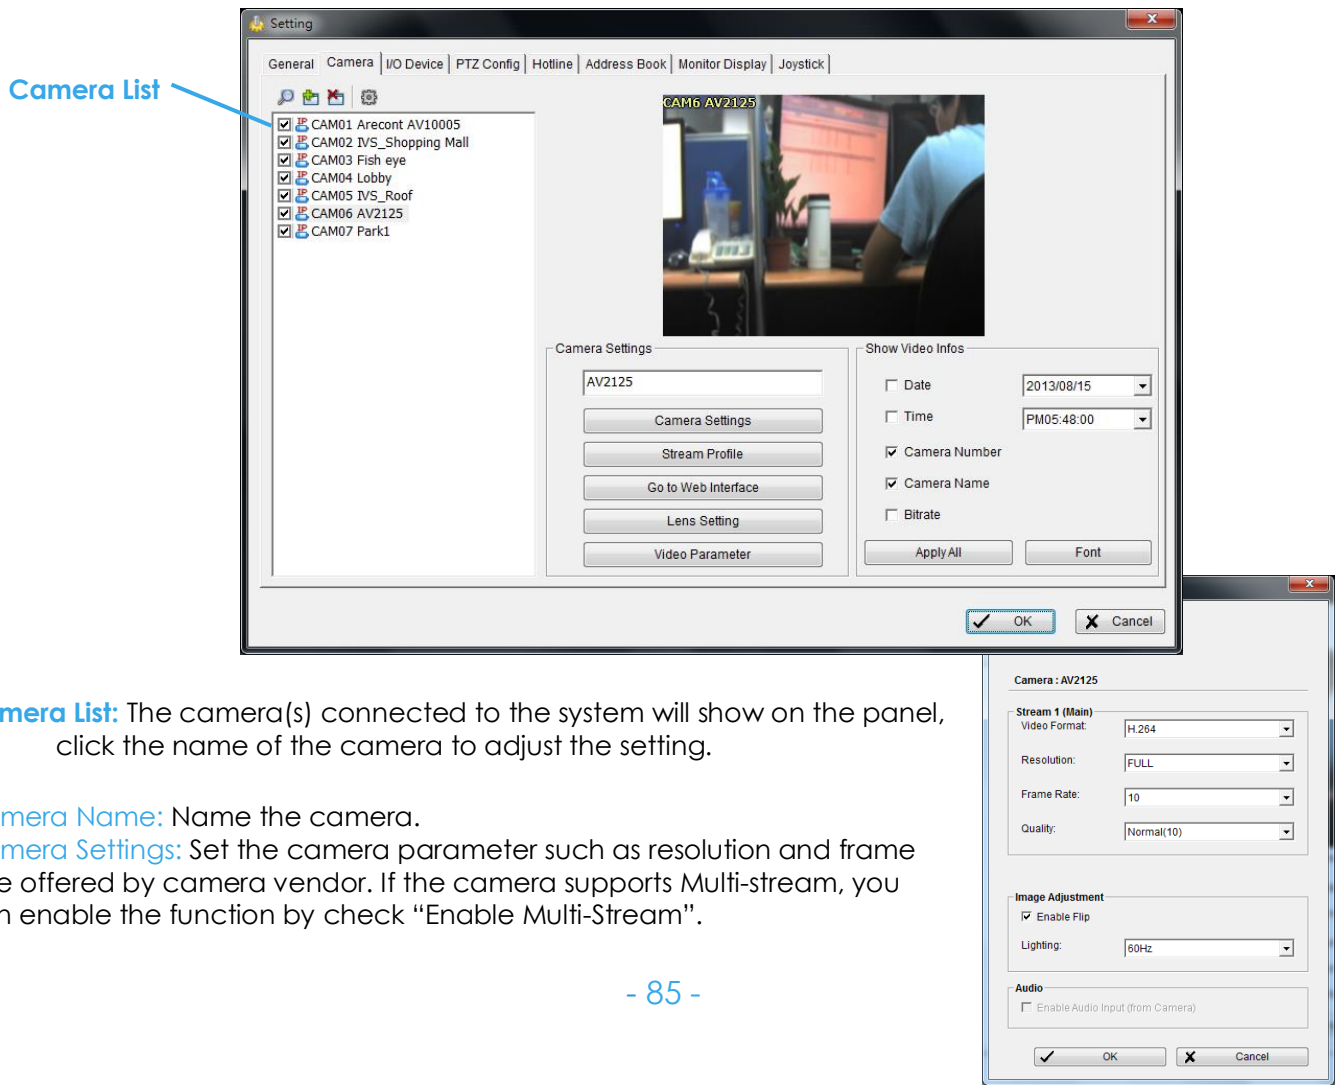 Setting
General Camera I/O Device PTZ Config Hotline Address Book Monitor Display Joystick
Camera List
CAM01 Arecont AV10005
CAM02 IVS_Shopping Mall
CAM03 Fish eye
CAM04 Lobby
CAM05 IVS_Roof
CAM06 AV2125
CAM07 Park1
CAM6 AV2125
Camera Settings
AV2125
Camera Settings
Stream Profile
Go to Web Interface
Lens Setting
Video Parameter
Show Video Infos
Date 2013/08/15
Time PM05:48:00
Camera Number
Camera Name
Bitrate
Apply All Font
OK Cancel
mera List: The camera(s) connected to the system will show on the panel,
click the name of the camera to adjust the setting.
mera Name: Name the camera.
mera Settings: Set the camera parameter such as resolution and frame
e offered by camera vendor. If the camera supports Multi-stream, you
n enable the function by check “Enable Multi-Stream”.
Camera : AV2125
Stream 1 (Main)
Video Format: H.264
Resolution: FULL
Frame Rate: 10
Quality: Normal(10)
Image Adjustment
Enable Flip
Lighting: 60Hz
Audio
Enable Audio Input (from Camera)
OK Cancel
- 85 -